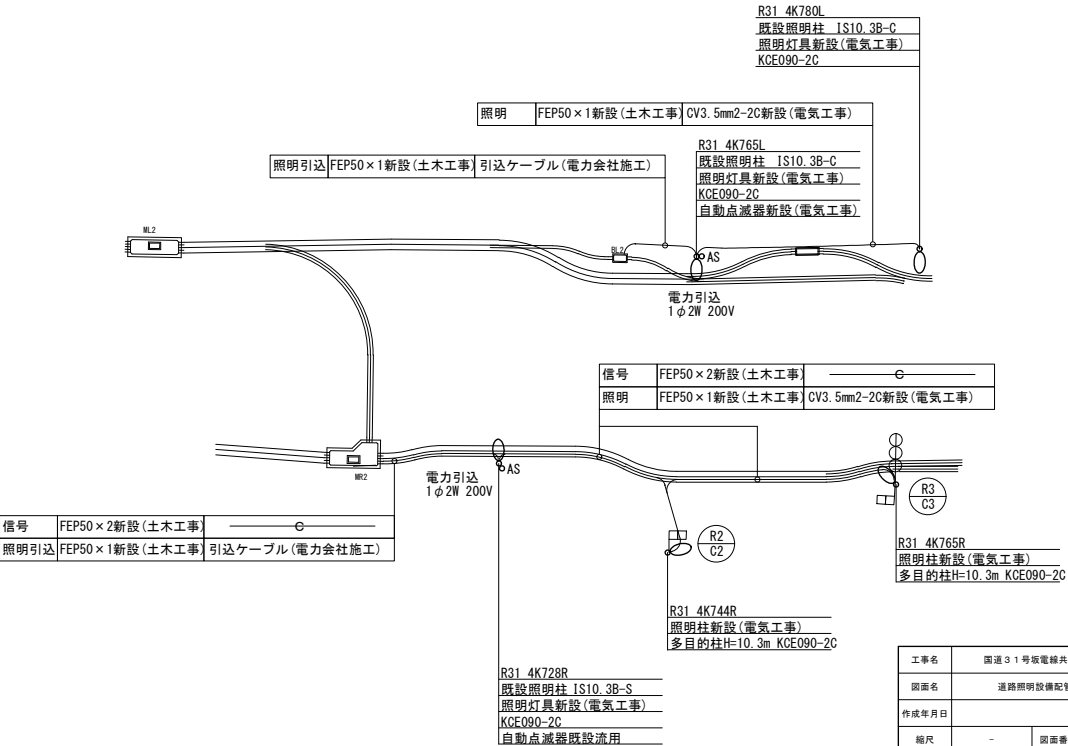 R31 4K780L
既設照明柱 IS10.3B-C
照明灯具新設(電気工事)
KCE090-2C
照明 FEP50×1新設(土木工事) CV3.5mm2-2C新設(電気工事)
照明引込 FEP50×1新設(土木工事) 引込ケーブル(電力会社施工)
R31 4K765L
既設照明柱 IS10.3B-C
照明灯具新設(電気工事)
KCE090-2C
自動点滅器新設(電気工事)
ML2
BL2
AS
電力引込
1φ2W 200V
信号 FEP50×2新設(土木工事) C
照明 FEP50×1新設(土木工事) CV3.5mm2-2C新設(電気工事)
MR2
電力引込
1φ2W 200V
AS
信号 FEP50×2新設(土木工事) C
照明引込 FEP50×1新設(土木工事) 引込ケーブル(電力会社施工)
R2
C2
R3
C3
R31 4K765R
照明柱新設(電気工事)
多目的柱H=10.3m KCE090-2C
R31 4K744R
照明柱新設(電気工事)
多目的柱H=10.3m KCE090-2C
R31 4K728R
既設照明柱 IS10.3B-S
照明灯具新設(電気工事)
KCE090-2C
自動点滅器既設流用
工事名 国道31号坂電線共
図面名 道路照明設備配管
作成年月日
縮尺 - 図面番